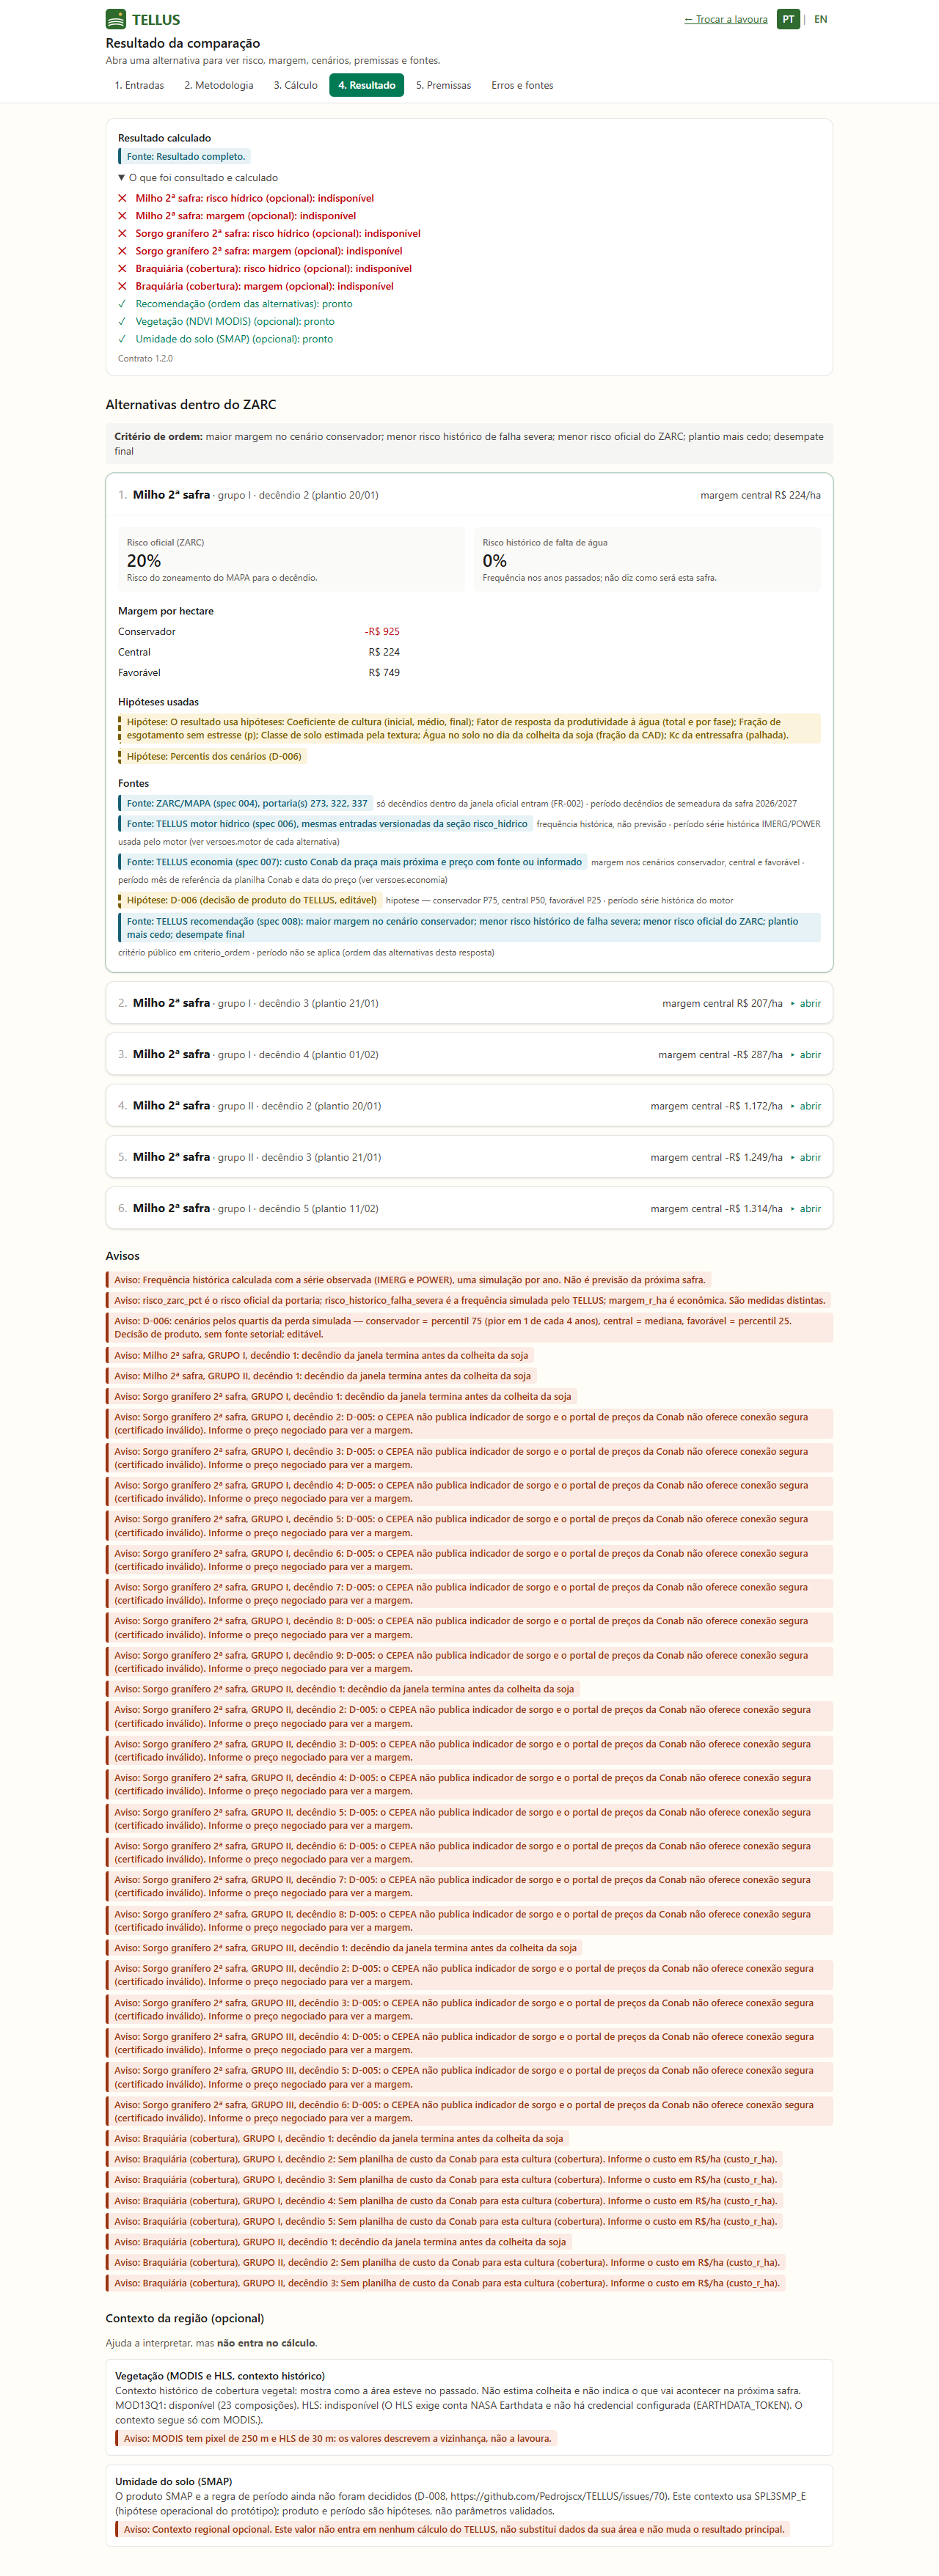 TELLUS
← Trocar a lavoura
PT | EN
Resultado da comparação
Abra uma alternativa para ver risco, margem, cenários, premissas e fontes.
1. Entradas 2. Metodologia 3. Cálculo 4. Resultado 5. Premissas Erros e fontes
Resultado calculado
Fonte: Resultado completo.
▼ O que foi consultado e calculado
✕ Milho 2ª safra: risco hídrico (opcional): indisponível
✕ Milho 2ª safra: margem (opcional): indisponível
✕ Sorgo granífero 2ª safra: risco hídrico (opcional): indisponível
✕ Sorgo granífero 2ª safra: margem (opcional): indisponível
✕ Braquiária (cobertura): risco hídrico (opcional): indisponível
✕ Braquiária (cobertura): margem (opcional): indisponível
✓ Recomendação (ordem das alternativas): pronto
✓ Vegetação (NDVI MODIS) (opcional): pronto
✓ Umidade do solo (SMAP) (opcional): pronto
Contrato 1.2.0
Alternativas dentro do ZARC
Critério de ordem: maior margem no cenário conservador; menor risco histórico de falha severa; menor risco oficial do ZARC; plantio mais cedo; desempate
final
1. Milho 2ª safra · grupo I · decêndio 2 (plantio 20/01) margem central R$ 224/ha
Risco oficial (ZARC)
20%
Risco do zoneamento do MAPA para o decêndio.
Risco histórico de falta de água
0%
Frequência nos anos passados; não diz como será esta safra.
Margem por hectare
Conservador -R$ 925
Central R$ 224
Favorável R$ 749
Hipóteses usadas
Hipótese: O resultado usa hipóteses: Coeficiente de cultura (inicial, médio, final); Fator de resposta da produtividade à água (total e por fase); Fração de
esgotamento sem estresse (p); Classe de solo estimada pela textura; Água no solo no dia da colheita da soja (fração da CAD); Kc da entressafra (palhada).
Hipótese: Percentis dos cenários (D-006)
Fontes
Fonte: ZARC/MAPA (spec 004), portaria(s) 273, 322, 337 só decêndios dentro da janela oficial entram (FR-002) · período decêndios de semeadura da safra 2026/2027
Fonte: TELLUS motor hídrico (spec 006), mesmas entradas versionadas da seção risco_hidrico frequência histórica, não previsão · período série histórica IMERG/POWER
usada pelo motor (ver versoes.motor de cada alternativa)
Fonte: TELLUS economia (spec 007): custo Conab da praça mais próxima e preço com fonte ou informado margem nos cenários conservador, central e favorável ·
período mês de referência da planilha Conab e data do preço (ver versoes.economia)
Hipótese: D-006 (decisão de produto do TELLUS, editável) hipotese — conservador P75, central P50, favorável P25 · período série histórica do motor
Fonte: TELLUS recomendação (spec 008): maior margem no cenário conservador; menor risco histórico de falha severa; menor risco oficial do ZARC; plantio
mais cedo; desempate final
critério público em criterio_ordem · período não se aplica (ordem das alternativas desta resposta)
2. Milho 2ª safra · grupo I · decêndio 3 (plantio 21/01) margem central R$ 207/ha ▸ abrir
3. Milho 2ª safra · grupo I · decêndio 4 (plantio 01/02) margem central -R$ 287/ha ▸ abrir
4. Milho 2ª safra · grupo II · decêndio 2 (plantio 20/01) margem central -R$ 1.172/ha ▸ abrir
5. Milho 2ª safra · grupo II · decêndio 3 (plantio 21/01) margem central -R$ 1.249/ha ▸ abrir
6. Milho 2ª safra · grupo I · decêndio 5 (plantio 11/02) margem central -R$ 1.314/ha ▸ abrir
Avisos
Aviso: Frequência histórica calculada com a série observada (IMERG e POWER), uma simulação por ano. Não é previsão da próxima safra.
Aviso: risco_zarc_pct é o risco oficial da portaria; risco_historico_falha_severa é a frequência simulada pelo TELLUS; margem_r_ha é econômica. São medidas distintas.
Aviso: D-006: cenários pelos quartis da perda simulada — conservador = percentil 75 (pior em 1 de cada 4 anos), central = mediana, favorável = percentil 25.
Decisão de produto, sem fonte setorial; editável.
Aviso: Milho 2ª safra, GRUPO I, decêndio 1: decêndio da janela termina antes da colheita da soja
Aviso: Milho 2ª safra, GRUPO II, decêndio 1: decêndio da janela termina antes da colheita da soja
Aviso: Sorgo granífero 2ª safra, GRUPO I, decêndio 1: decêndio da janela termina antes da colheita da soja
Aviso: Sorgo granífero 2ª safra, GRUPO I, decêndio 2: D-005: o CEPEA não publica indicador de sorgo e o portal de preços da Conab não oferece conexão segura
(certificado inválido). Informe o preço negociado para ver a margem.
Aviso: Sorgo granífero 2ª safra, GRUPO I, decêndio 3: D-005: o CEPEA não publica indicador de sorgo e o portal de preços da Conab não oferece conexão segura
(certificado inválido). Informe o preço negociado para ver a margem.
Aviso: Sorgo granífero 2ª safra, GRUPO I, decêndio 4: D-005: o CEPEA não publica indicador de sorgo e o portal de preços da Conab não oferece conexão segura
(certificado inválido). Informe o preço negociado para ver a margem.
Aviso: Sorgo granífero 2ª safra, GRUPO I, decêndio 5: D-005: o CEPEA não publica indicador de sorgo e o portal de preços da Conab não oferece conexão segura
(certificado inválido). Informe o preço negociado para ver a margem.
Aviso: Sorgo granífero 2ª safra, GRUPO I, decêndio 6: D-005: o CEPEA não publica indicador de sorgo e o portal de preços da Conab não oferece conexão segura
(certificado inválido). Informe o preço negociado para ver a margem.
Aviso: Sorgo granífero 2ª safra, GRUPO I, decêndio 7: D-005: o CEPEA não publica indicador de sorgo e o portal de preços da Conab não oferece conexão segura
(certificado inválido). Informe o preço negociado para ver a margem.
Aviso: Sorgo granífero 2ª safra, GRUPO I, decêndio 8: D-005: o CEPEA não publica indicador de sorgo e o portal de preços da Conab não oferece conexão segura
(certificado inválido). Informe o preço negociado para ver a margem.
Aviso: Sorgo granífero 2ª safra, GRUPO I, decêndio 9: D-005: o CEPEA não publica indicador de sorgo e o portal de preços da Conab não oferece conexão segura
(certificado inválido). Informe o preço negociado para ver a margem.
Aviso: Sorgo granífero 2ª safra, GRUPO II, decêndio 1: decêndio da janela termina antes da colheita da soja
Aviso: Sorgo granífero 2ª safra, GRUPO II, decêndio 2: D-005: o CEPEA não publica indicador de sorgo e o portal de preços da Conab não oferece conexão segura
(certificado inválido). Informe o preço negociado para ver a margem.
Aviso: Sorgo granífero 2ª safra, GRUPO II, decêndio 3: D-005: o CEPEA não publica indicador de sorgo e o portal de preços da Conab não oferece conexão segura
(certificado inválido). Informe o preço negociado para ver a margem.
Aviso: Sorgo granífero 2ª safra, GRUPO II, decêndio 4: D-005: o CEPEA não publica indicador de sorgo e o portal de preços da Conab não oferece conexão segura
(certificado inválido). Informe o preço negociado para ver a margem.
Aviso: Sorgo granífero 2ª safra, GRUPO II, decêndio 5: D-005: o CEPEA não publica indicador de sorgo e o portal de preços da Conab não oferece conexão segura
(certificado inválido). Informe o preço negociado para ver a margem.
Aviso: Sorgo granífero 2ª safra, GRUPO II, decêndio 6: D-005: o CEPEA não publica indicador de sorgo e o portal de preços da Conab não oferece conexão segura
(certificado inválido). Informe o preço negociado para ver a margem.
Aviso: Sorgo granífero 2ª safra, GRUPO II, decêndio 7: D-005: o CEPEA não publica indicador de sorgo e o portal de preços da Conab não oferece conexão segura
(certificado inválido). Informe o preço negociado para ver a margem.
Aviso: Sorgo granífero 2ª safra, GRUPO II, decêndio 8: D-005: o CEPEA não publica indicador de sorgo e o portal de preços da Conab não oferece conexão segura
(certificado inválido). Informe o preço negociado para ver a margem.
Aviso: Sorgo granífero 2ª safra, GRUPO III, decêndio 1: decêndio da janela termina antes da colheita da soja
Aviso: Sorgo granífero 2ª safra, GRUPO III, decêndio 2: D-005: o CEPEA não publica indicador de sorgo e o portal de preços da Conab não oferece conexão segura
(certificado inválido). Informe o preço negociado para ver a margem.
Aviso: Sorgo granífero 2ª safra, GRUPO III, decêndio 3: D-005: o CEPEA não publica indicador de sorgo e o portal de preços da Conab não oferece conexão segura
(certificado inválido). Informe o preço negociado para ver a margem.
Aviso: Sorgo granífero 2ª safra, GRUPO III, decêndio 4: D-005: o CEPEA não publica indicador de sorgo e o portal de preços da Conab não oferece conexão segura
(certificado inválido). Informe o preço negociado para ver a margem.
Aviso: Sorgo granífero 2ª safra, GRUPO III, decêndio 5: D-005: o CEPEA não publica indicador de sorgo e o portal de preços da Conab não oferece conexão segura
(certificado inválido). Informe o preço negociado para ver a margem.
Aviso: Sorgo granífero 2ª safra, GRUPO III, decêndio 6: D-005: o CEPEA não publica indicador de sorgo e o portal de preços da Conab não oferece conexão segura
(certificado inválido). Informe o preço negociado para ver a margem.
Aviso: Braquiária (cobertura), GRUPO I, decêndio 1: decêndio da janela termina antes da colheita da soja
Aviso: Braquiária (cobertura), GRUPO I, decêndio 2: Sem planilha de custo da Conab para esta cultura (cobertura). Informe o custo em R$/ha (custo_r_ha).
Aviso: Braquiária (cobertura), GRUPO I, decêndio 3: Sem planilha de custo da Conab para esta cultura (cobertura). Informe o custo em R$/ha (custo_r_ha).
Aviso: Braquiária (cobertura), GRUPO I, decêndio 4: Sem planilha de custo da Conab para esta cultura (cobertura). Informe o custo em R$/ha (custo_r_ha).
Aviso: Braquiária (cobertura), GRUPO I, decêndio 5: Sem planilha de custo da Conab para esta cultura (cobertura). Informe o custo em R$/ha (custo_r_ha).
Aviso: Braquiária (cobertura), GRUPO II, decêndio 1: decêndio da janela termina antes da colheita da soja
Aviso: Braquiária (cobertura), GRUPO II, decêndio 2: Sem planilha de custo da Conab para esta cultura (cobertura). Informe o custo em R$/ha (custo_r_ha).
Aviso: Braquiária (cobertura), GRUPO II, decêndio 3: Sem planilha de custo da Conab para esta cultura (cobertura). Informe o custo em R$/ha (custo_r_ha).
Contexto da região (opcional)
Ajuda a interpretar, mas não entra no cálculo.
Vegetação (MODIS e HLS, contexto histórico)
Contexto histórico de cobertura vegetal: mostra como a área esteve no passado. Não estima colheita e não indica o que vai acontecer na próxima safra.
MOD13Q1: disponível (23 composições). HLS: indisponível (O HLS exige conta NASA Earthdata e não há credencial configurada (EARTHDATA_TOKEN). O
contexto segue só com MODIS.).
Aviso: MODIS tem pixel de 250 m e HLS de 30 m: os valores descrevem a vizinhança, não a lavoura.
Umidade do solo (SMAP)
O produto SMAP e a regra de período ainda não foram decididos (D-008, https://github.com/Pedrojscx/TELLUS/issues/70). Este contexto usa SPL3SMP_E
(hipótese operacional do protótipo); produto e período são hipóteses, não parâmetros validados.
Aviso: Contexto regional opcional. Este valor não entra em nenhum cálculo do TELLUS, não substitui dados da sua área e não muda o resultado principal.